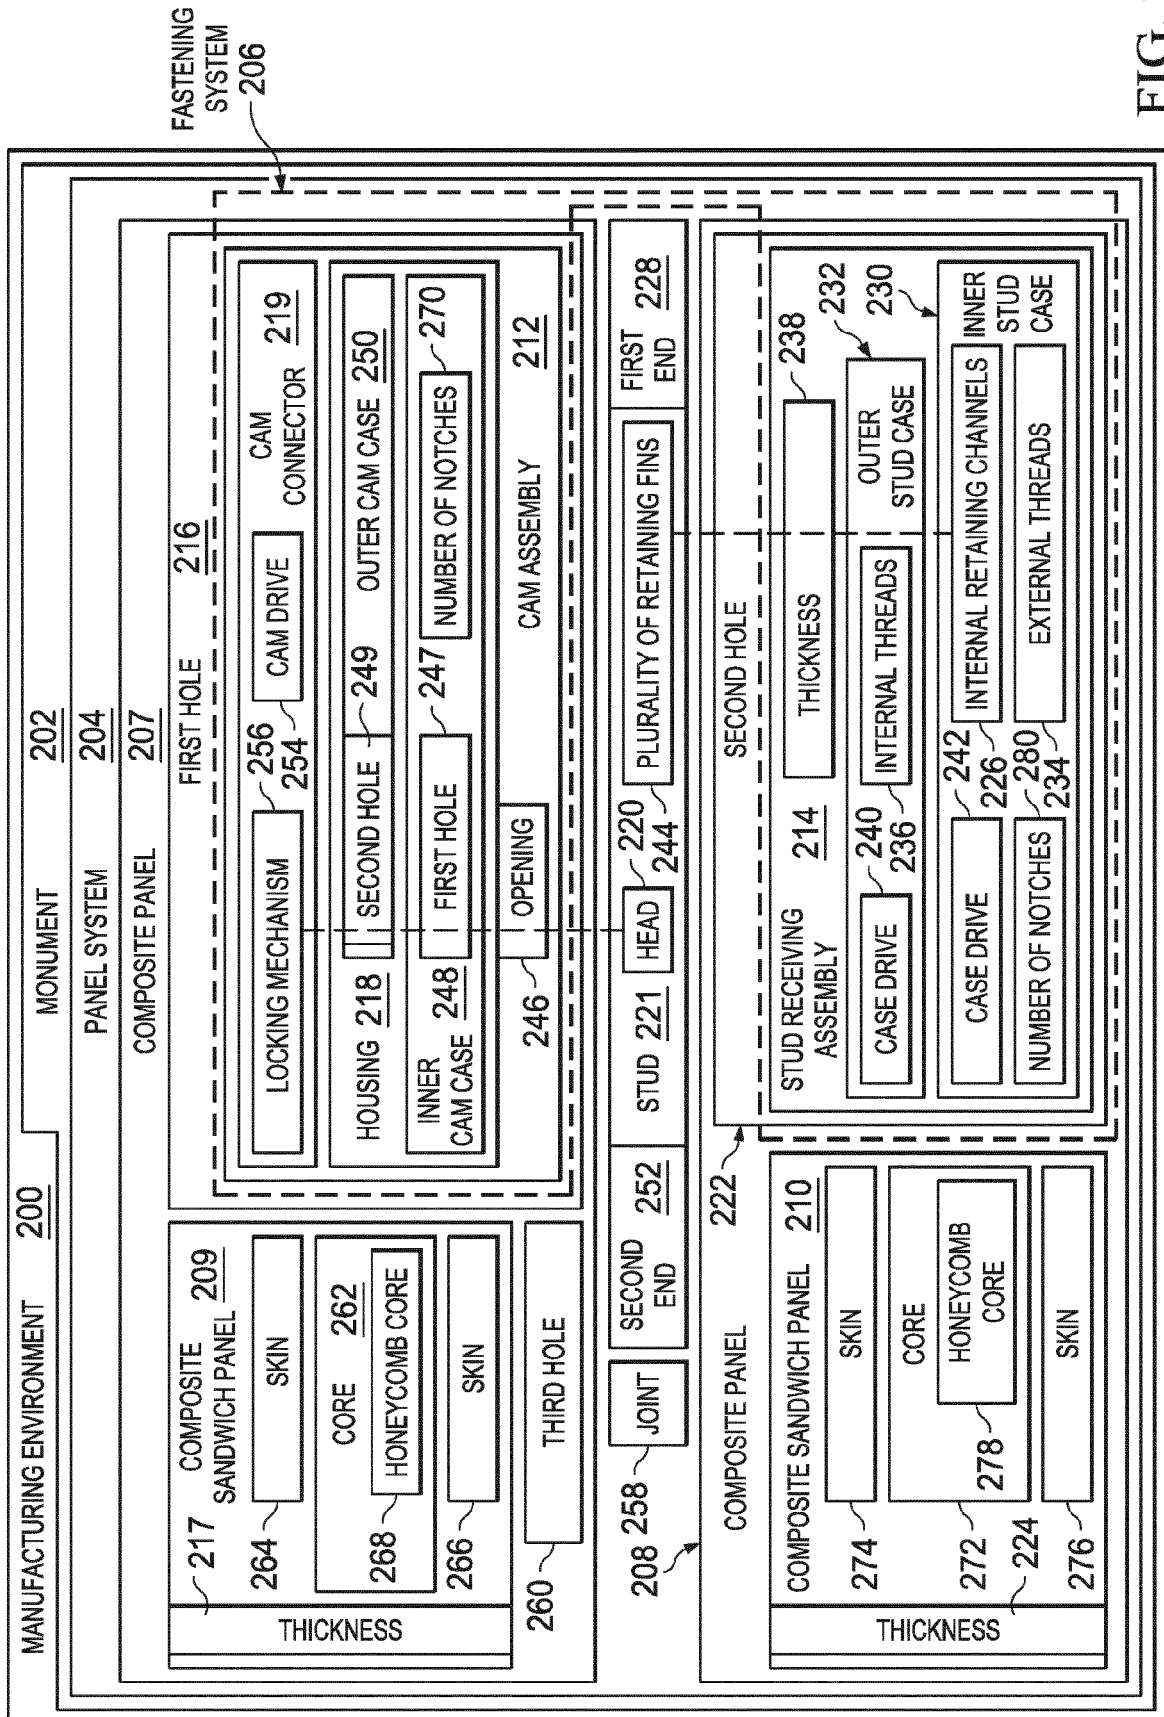 MANUFACTURING ENVIRONMENT 200
MONUMENT 202
PANEL SYSTEM 204
COMPOSITE PANEL 207
FASTENING
SYSTEM
206
217
THICKNESS
COMPOSITE
SANDWICH PANEL 209
264
SKIN
CORE 262
268
HONEYCOMB CORE
266
SKIN
260
THIRD HOLE
FIRST HOLE 216
LOCKING MECHANISM
256
254
CAM DRIVE
CAM
CONNECTOR 219
HOUSING 218
SECOND HOLE
249
OUTER CAM CASE 250
INNER
CAM CASE 248
FIRST HOLE
247
NUMBER OF NOTCHES
270
246
OPENING
CAM ASSEMBLY 212
258
JOINT
SECOND
END 252
STUD 221
HEAD
220
244
PLURALITY OF RETAINING FINS
FIRST
END 228
208
COMPOSITE PANEL
222
SECOND HOLE
THICKNESS
224
COMPOSITE SANDWICH PANEL 210
274
SKIN
272
CORE
278
HONEYCOMB
CORE
276
SKIN
STUD RECEIVING
ASSEMBLY 214
THICKNESS
238
CASE DRIVE
240
236
INTERNAL THREADS
OUTER
STUD CASE
232
CASE DRIVE
242
226
INTERNAL RETAINING CHANNELS
INNER
STUD
CASE
230
NUMBER OF NOTCHES
280
234
EXTERNAL THREADS
FIG.